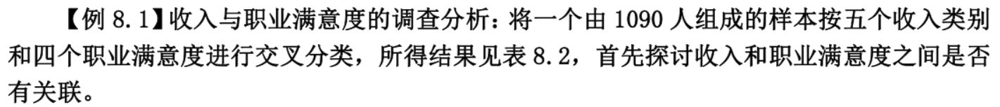 【例 8.1】收入与职业满意度的调查分析：将一个由 1090 人组成的样本按五个收入类别
和四个职业满意度进行交叉分类，所得结果见表 8.2，首先探讨收入和职业满意度之间是否
有关联。